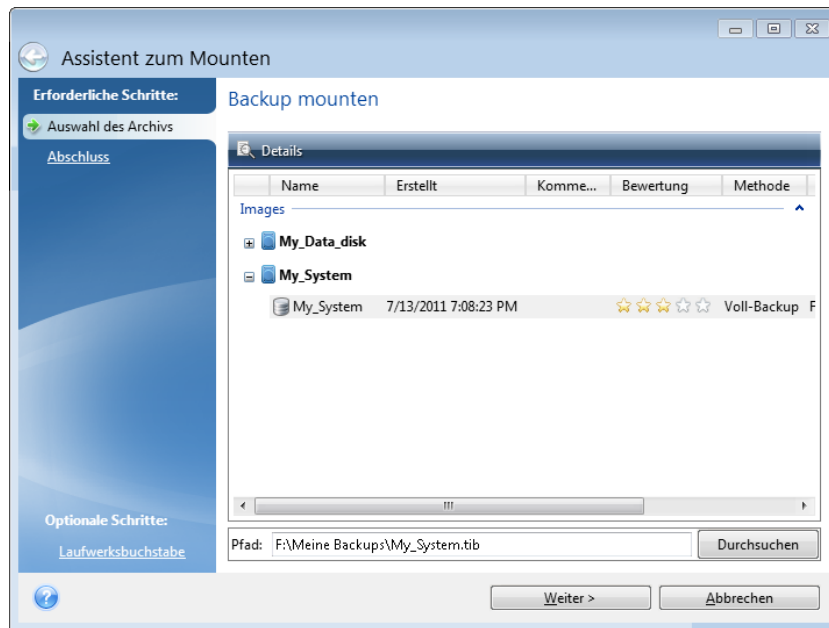 Assistent zum Mounten
Erforderliche Schritte:
Auswahl des Archivs
Abschluss
Backup mounten
Details
Name Erstellt Komme... Bewertung Methode
Images
My_Data_disk
My_System
My_System 7/13/2011 7:08:23 PM Voll-Backup F
Optionale Schritte:
Laufwerksbuchstabe
Pfad: F:\Meine Backups\My_System.tib Durchsuchen
Weiter > Abbrechen